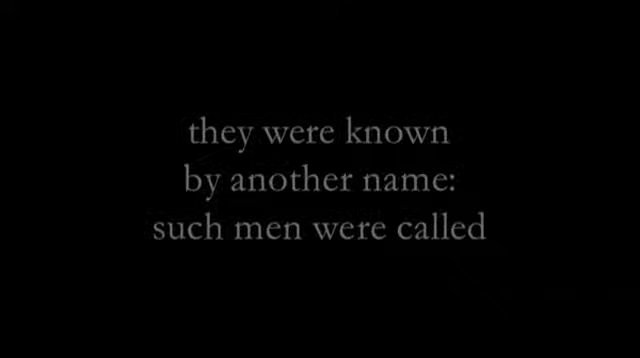 they were known
by another name:
such men were called